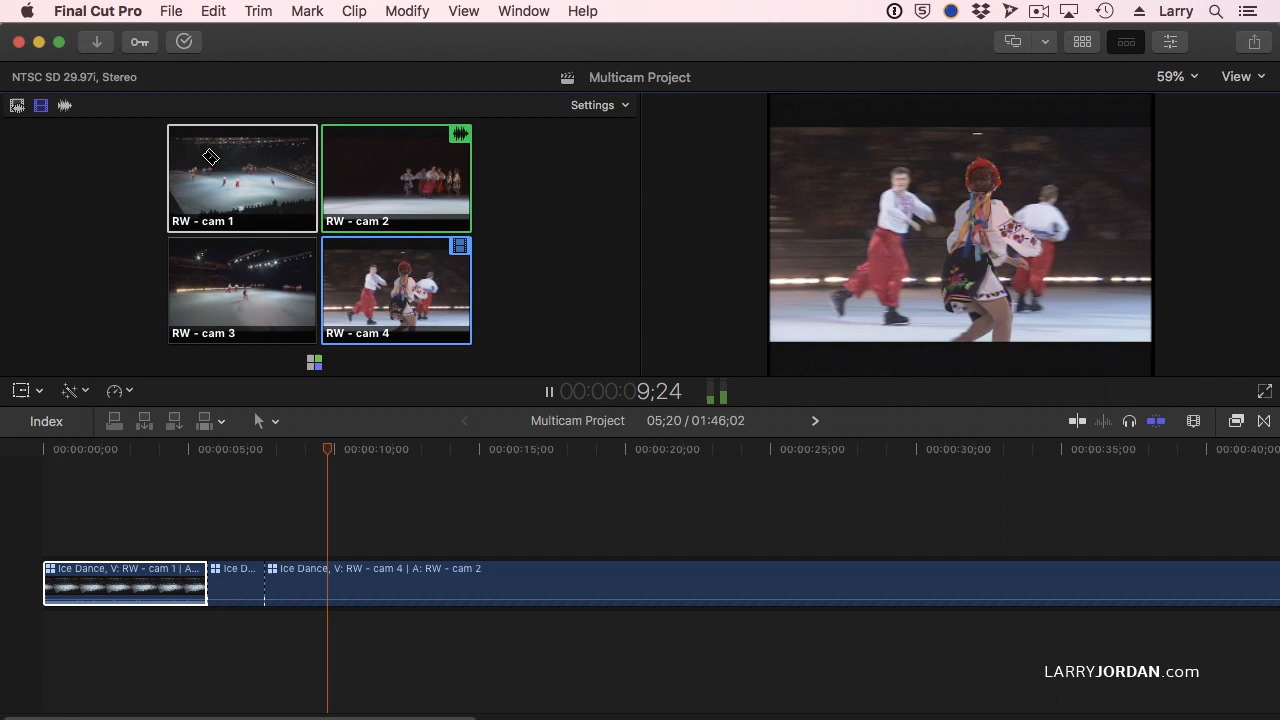 Final Cut Pro File Edit Trim Mark Clip Modify View Window Help Larry
NTSC SD 29.97i, Stereo Multicam Project 59% View
Settings
RW - cam 1 RW - cam 2
RW - cam 3 RW - cam 4
00:00:00:09;24
Index Multicam Project 05;20 / 01:46;02
00:00:00;00 00:00:05;00 00:00:10;00 00:00:15;00 00:00:20;00 00:00:25;00 00:00:30;00 00:00:35;00 00:00:40;00
Ice Dance, V: RW - cam 1 | A... Ice D... Ice Dance, V: RW - cam 4 | A: RW - cam 2
LARRYJORDAN.com